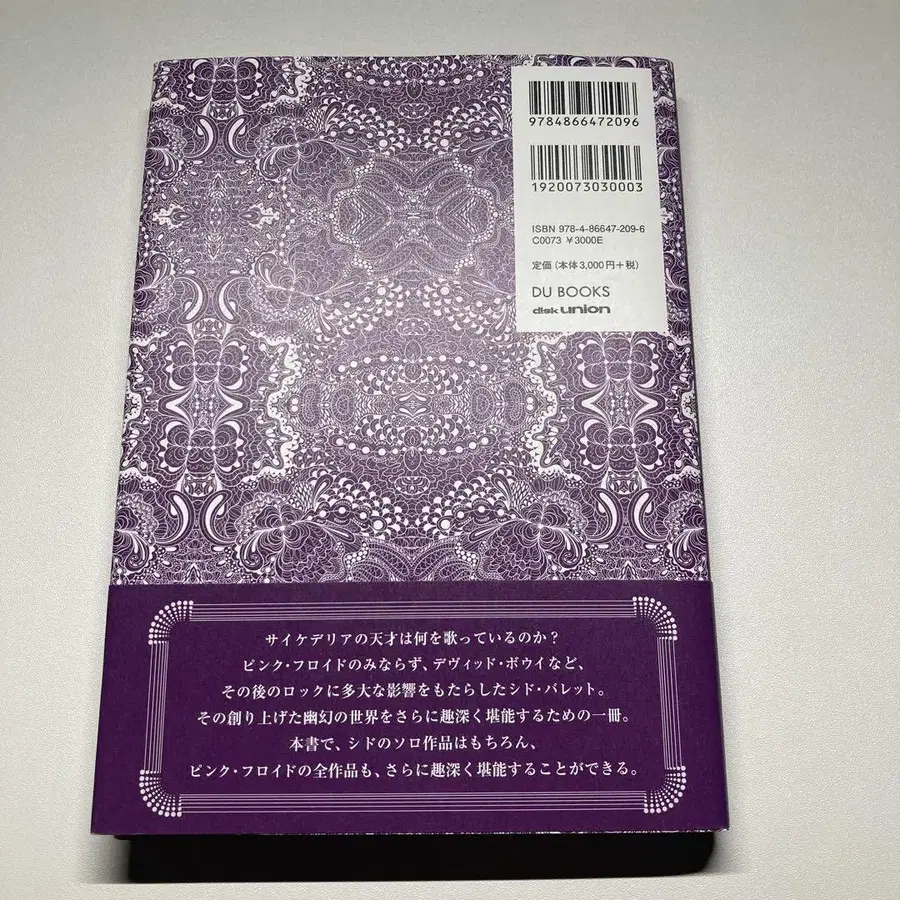 9784866472096
1920073030003
ISBN 978-4-86647-209-6
C0073 ¥3000E
定価(本体3,000円+税)
DU BOOKS
disk union
サイケデリアの天才は何を歌っているのか?
ピンク・フロイドのみならず、デヴィッド・ボウイなど、
その後のロックに多大な影響をもたらしたシド・バレット。
その創り上げた幽幻の世界をさらに趣深く堪能するための一冊。
本書で、シドのソロ作品はもちろん、
ピンク・フロイドの全作品も、さらに趣深く堪能することができる。